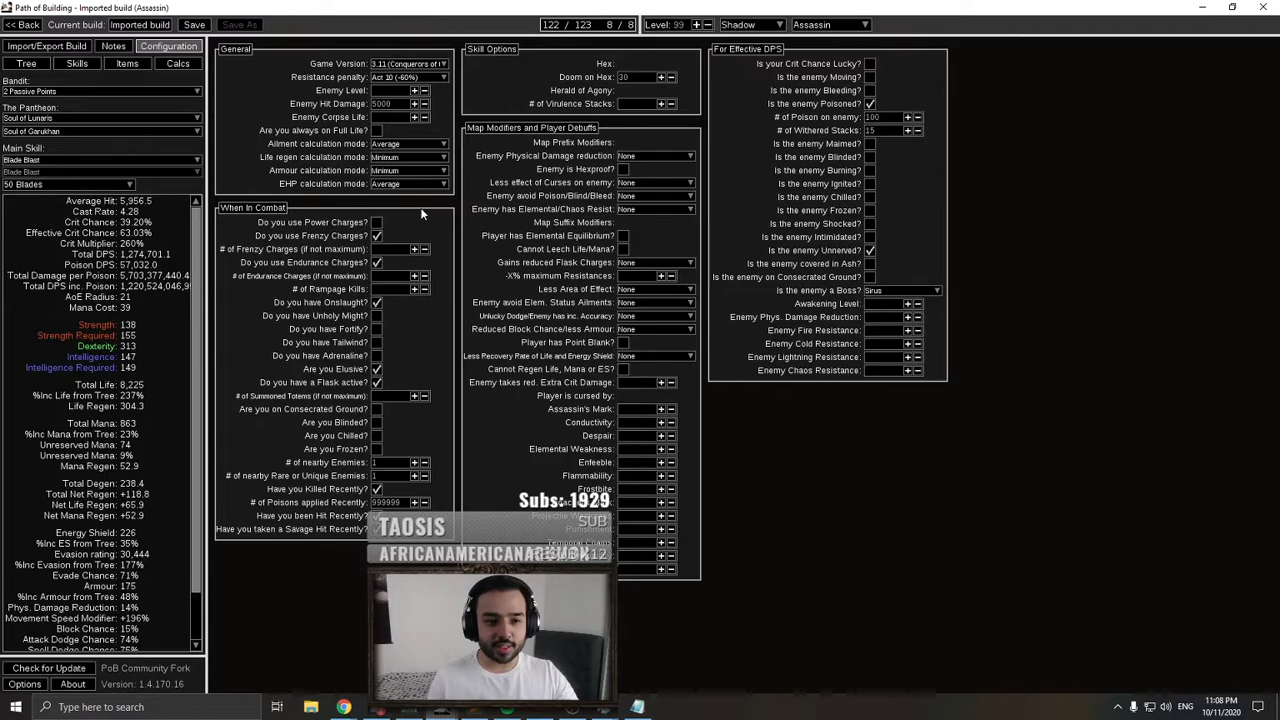 Path of Building - Imported build (Assassin)
<< Back
Current build: Imported build
Save
Save As
122 / 123   8 / 8
Level: 99
Shadow
Assassin
Import/Export Build
Notes
Configuration
Tree
Skills
Items
Calcs
Bandit:
2 Passive Points
The Pantheon:
Soul of Lunaris
Soul of Garukhan
Main Skill:
Blade Blast
Blade Blast
50 Blades
Average Hit: 5,956.5
Cast Rate: 4.28
Crit Chance: 39.20%
Effective Crit Chance: 63.03%
Crit Multiplier: 260%
Total DPS: 1,274,701.1
Poison DPS: 57,032.0
Total Damage per Poison: 5,703,377,440.4
Total DPS inc. Poison: 1,220,524,046,9
AoE Radius: 21
Mana Cost: 39
Strength: 138
Strength Required: 155
Dexterity: 313
Intelligence: 147
Intelligence Required: 149
Total Life: 8,225
%Inc Life from Tree: 237%
Life Regen: 304.3
Total Mana: 863
%Inc Mana from Tree: 23%
Unreserved Mana: 74
Unreserved Mana: 9%
Mana Regen: 52.9
Total Degen: 238.4
Total Net Regen: +118.8
Net Life Regen: +65.9
Net Mana Regen: +52.9
Energy Shield: 226
%Inc ES from Tree: 35%
Evasion rating: 30,444
%Inc Evasion from Tree: 177%
Evade Chance: 71%
Armour: 175
%Inc Armour from Tree: 48%
Phys. Damage Reduction: 14%
Movement Speed Modifier: +196%
Block Chance: 15%
Attack Dodge Chance: 74%
Spell Dodge Chance: 75%
Check for Update
PoB Community Fork
Options
About
Version: 1.4.170.16
General
Game Version: 3.11 (Conquerors of
Resistance penalty: Act 10 (-60%)
Enemy Level:
Enemy Hit Damage: 5000
Enemy Corpse Life:
Are you always on Full Life?
Ailment calculation mode: Average
Life regen calculation mode: Minimum
Armour calculation mode: Minimum
EHP calculation mode: Average
When In Combat
Do you use Power Charges?
Do you use Frenzy Charges?
# of Frenzy Charges (if not maximum):
Do you use Endurance Charges?
# of Endurance Charges (if not maximum):
# of Rampage Kills:
Do you have Onslaught?
Do you have Unholy Might?
Do you have Fortify?
Do you have Tailwind?
Do you have Adrenaline?
Are you Elusive?
Do you have a Flask active?
# of Summoned Totems (if not maximum):
Are you on Consecrated Ground?
Are you Blinded?
Are you Chilled?
Are you Frozen?
# of nearby Enemies: 1
# of nearby Rare or Unique Enemies: 1
Have you Killed Recently?
# of Poisons applied Recently: 999999
Have you been Hit Recently?
Have you taken a Savage Hit Recently?
Skill Options
Hex:
Doom on Hex: 30
Herald of Agony:
# of Virulence Stacks:
Map Modifiers and Player Debuffs
Map Prefix Modifiers:
Enemy Physical Damage reduction: None
Enemy is Hexproof?
Less effect of Curses on enemy: None
Enemy avoid Poison/Blind/Bleed: None
Enemy has Elemental/Chaos Resist: None
Map Suffix Modifiers:
Player has Elemental Equilibrium?
Cannot Leech Life/Mana?
Gains reduced Flask Charges: None
-X% maximum Resistances:
Less Area of Effect: None
Enemy avoid Elem. Status Ailments: None
Unlucky Dodge/Enemy has inc. Accuracy: None
Reduced Block Chance/less Armour: None
Player has Point Blank?
Less Recovery Rate of Life and Energy Shield: None
Cannot Regen Life, Mana or ES?
Enemy takes red. Extra Crit Damage:
Player is cursed by:
Assassin's Mark:
Conductivity:
Despair:
Elemental Weakness:
Enfeeble:
Flammability:
Frostbite:
For Effective DPS
Is your Crit Chance Lucky?
Is the enemy Moving?
Is the enemy Bleeding?
Is the enemy Poisoned?
# of Poison on enemy: 100
# of Withered Stacks: 15
Is the enemy Maimed?
Is the enemy Blinded?
Is the enemy Burning?
Is the enemy Ignited?
Is the enemy Chilled?
Is the enemy Frozen?
Is the enemy Shocked?
Is the enemy Intimidated?
Is the enemy Unnerved?
Is the enemy covered in Ash?
Is the enemy on Consecrated Ground?
Is the enemy a Boss? Sirus
Awakening Level:
Enemy Phys. Damage Reduction:
Enemy Fire Resistance:
Enemy Cold Resistance:
Enemy Lightning Resistance:
Enemy Chaos Resistance:
Subs: 1929
TAOSIS
SUB
Type here to search
ENG
11:08 PM
10/11/2020